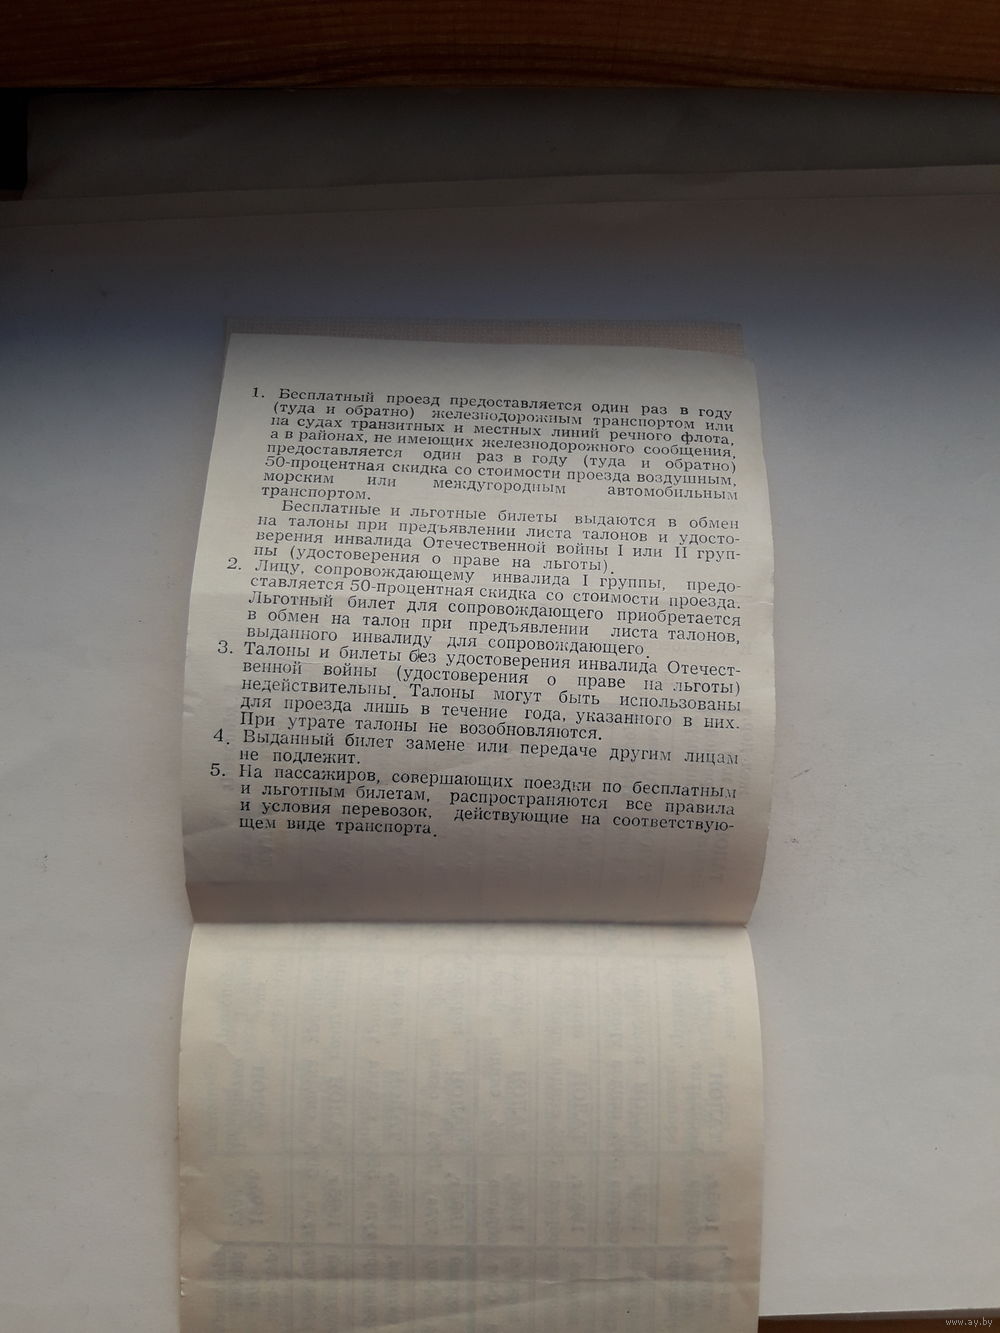 1. Бесплатный проезд предоставляется один раз в году
(туда и обратно) железнодорожным транспортом или
на судах транзитных и местных линий речного флота,
а в районах, не имеющих железнодорожного сообщения,
предоставляется один раз в году (туда и обратно)
50-процентная скидка со стоимости проезда воздушным,
морским или междугородным автомобильным
транспортом.
Бесплатные и льготные билеты выдаются в обмен
на талоны при предъявлении листа талонов и удосто-
верения инвалида Отечественной войны I или II груп-
пы (удостоверения о праве на льготы).
2. Лицу, сопровождающему инвалида I группы, предо-
ставляется 50-процентная скидка со стоимости проезда.
Льготный билет для сопровождающего приобретается
в обмен на талон при предъявлении листа талонов,
выданного инвалиду для сопровождающего.
3. Талоны и билеты без удостоверения инвалида Отечест-
венной войны (удостоверения о праве на льготы)
недействительны. Талоны могут быть использованы
для проезда лишь в течение года, указанного в них.
При утрате талоны не возобновляются.
4. Выданный билет замене или передаче другим лицам
не подлежит.
5. На пассажиров, совершающих поездки по бесплатным
и льготным билетам, распространяются все правила
и условия перевозок, действующие на соответствую-
щем виде транспорта.
www.ay.by